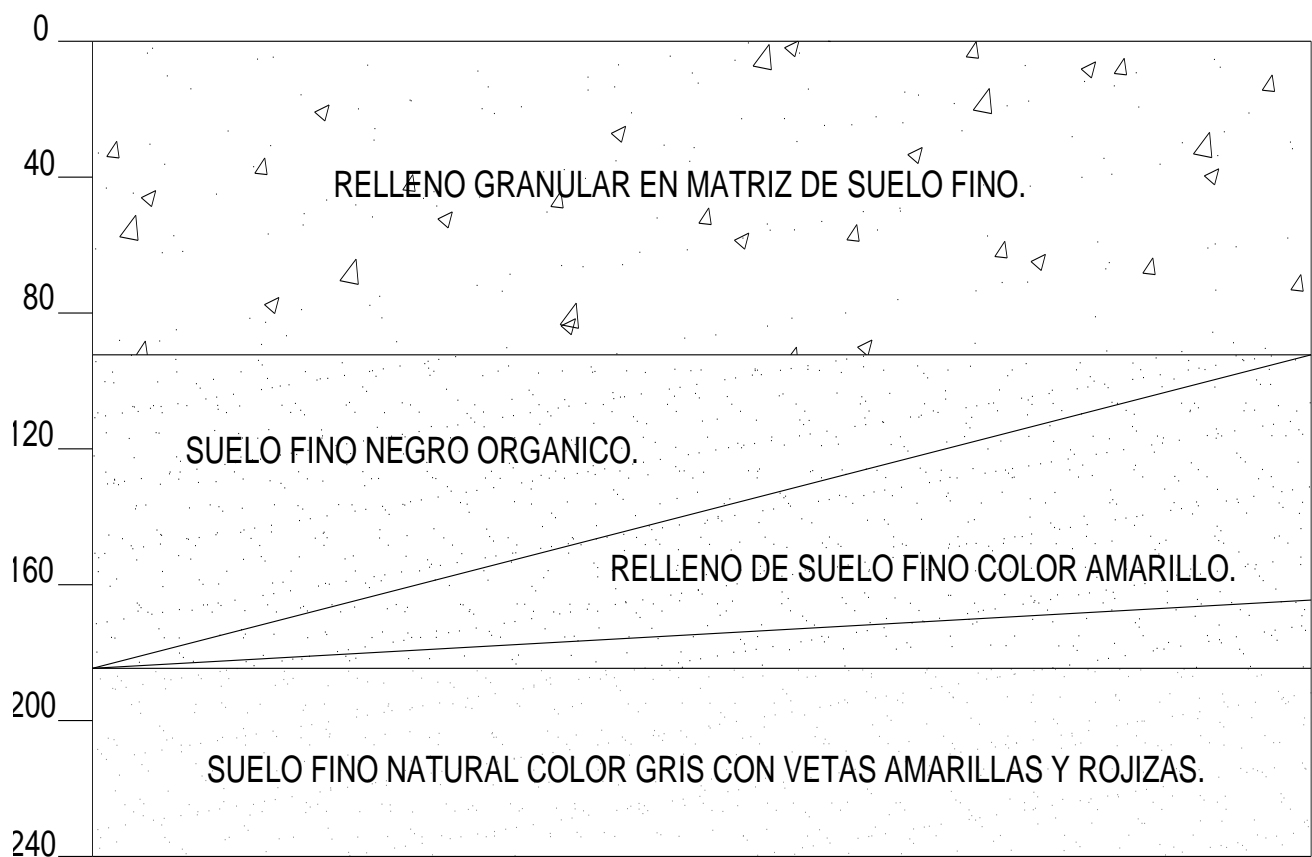 0
40
RELLENO GRANULAR EN MATRIZ DE SUELO FINO.
80
120
SUELO FINO NEGRO ORGANICO.
160
RELLENO DE SUELO FINO COLOR AMARILLO.
200
SUELO FINO NATURAL COLOR GRIS CON VETAS AMARILLAS Y ROJIZAS.
240